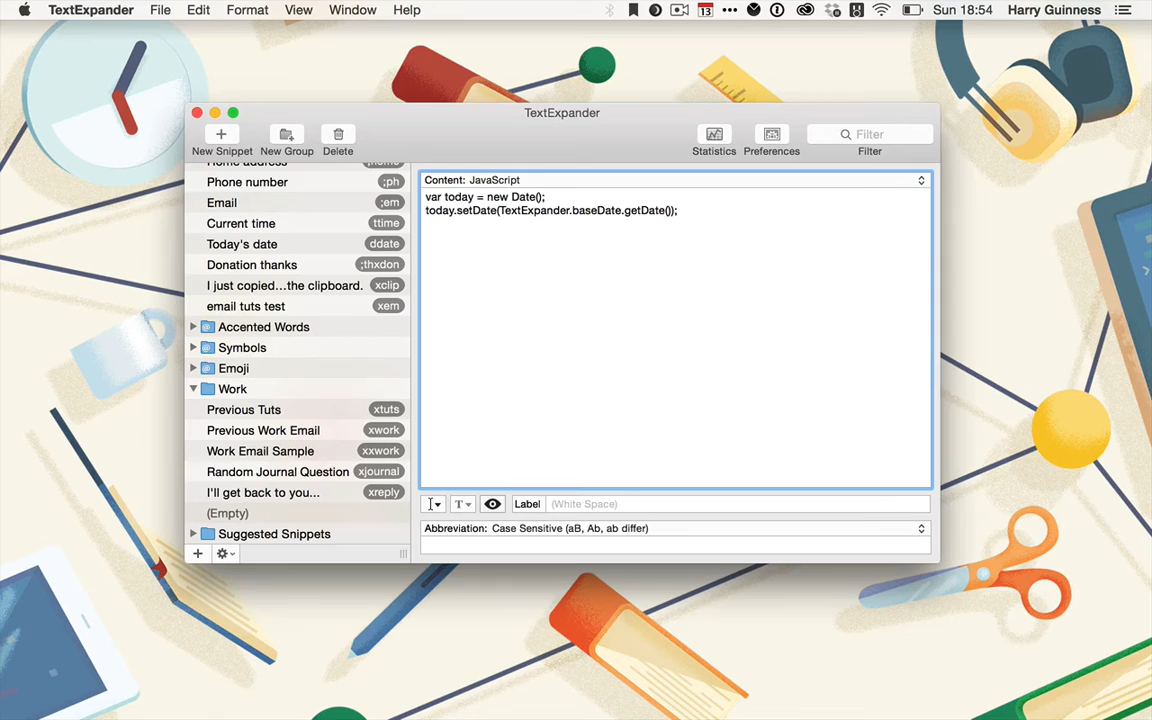 TextExpander File Edit Format View Window Help 13 Sun 18:54 Harry Guinness
TextExpander
New Snippet New Group Delete Statistics Preferences Filter
Filter
Home address
Phone number ;ph
Email ;em
Current time ttime
Today's date ddate
Donation thanks ;thxdon
I just copied…the clipboard. xclip
email tuts test xem
@ Accented Words
@ Symbols
@ Emoji
Work
Previous Tuts xtuts
Previous Work Email xwork
Work Email Sample xxwork
Random Journal Question xjournal
I'll get back to you... xreply
(Empty)
Suggested Snippets
Content: JavaScript
var today = new Date();
today.setDate(TextExpander.baseDate.getDate());
T Label (White Space)
Abbreviation: Case Sensitive (aB, Ab, ab differ)